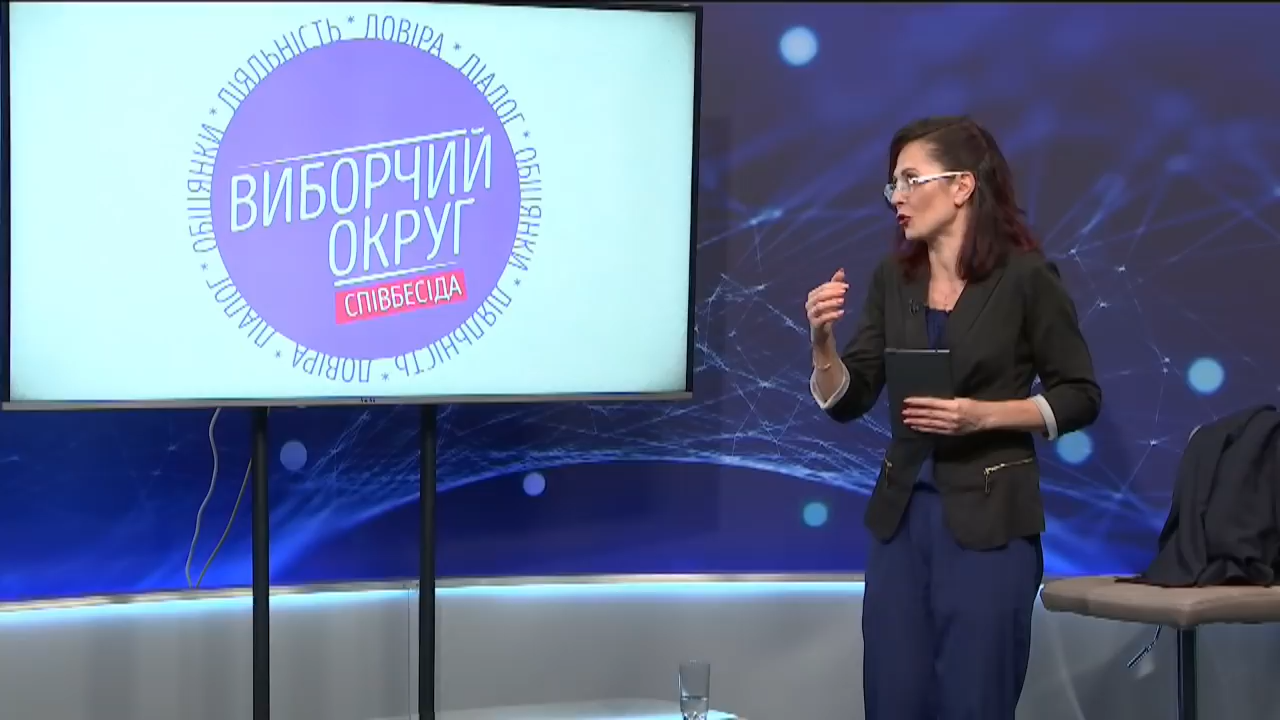 ДІЯЛЬНІСТЬ * ДОВІРА * ДІАЛОГ * ОБІЦЯНКИ * ДІЯЛЬНІСТЬ * ДОВІРА * ДІАЛОГ * ОБІЦЯНКИ *
ВИБОРЧИЙ
ОКРУГ
СПІВБЕСІДА